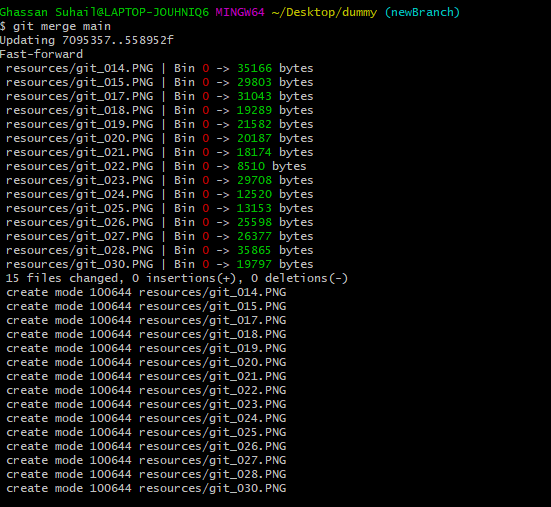 Ghassan Suhail@LAPTOP-JOUHNIQ6 MINGW64 ~/Desktop/dummy (newBranch)
$ git merge main
Updating 7095357..558952f
Fast-forward
 resources/git_014.PNG | Bin 0 -> 35166 bytes
 resources/git_015.PNG | Bin 0 -> 29803 bytes
 resources/git_017.PNG | Bin 0 -> 31043 bytes
 resources/git_018.PNG | Bin 0 -> 19289 bytes
 resources/git_019.PNG | Bin 0 -> 21582 bytes
 resources/git_020.PNG | Bin 0 -> 20187 bytes
 resources/git_021.PNG | Bin 0 -> 18174 bytes
 resources/git_022.PNG | Bin 0 -> 8510 bytes
 resources/git_023.PNG | Bin 0 -> 29708 bytes
 resources/git_024.PNG | Bin 0 -> 12520 bytes
 resources/git_025.PNG | Bin 0 -> 13153 bytes
 resources/git_026.PNG | Bin 0 -> 25598 bytes
 resources/git_027.PNG | Bin 0 -> 26377 bytes
 resources/git_028.PNG | Bin 0 -> 35865 bytes
 resources/git_030.PNG | Bin 0 -> 19797 bytes
 15 files changed, 0 insertions(+), 0 deletions(-)
 create mode 100644 resources/git_014.PNG
 create mode 100644 resources/git_015.PNG
 create mode 100644 resources/git_017.PNG
 create mode 100644 resources/git_018.PNG
 create mode 100644 resources/git_019.PNG
 create mode 100644 resources/git_020.PNG
 create mode 100644 resources/git_021.PNG
 create mode 100644 resources/git_022.PNG
 create mode 100644 resources/git_023.PNG
 create mode 100644 resources/git_024.PNG
 create mode 100644 resources/git_025.PNG
 create mode 100644 resources/git_026.PNG
 create mode 100644 resources/git_027.PNG
 create mode 100644 resources/git_028.PNG
 create mode 100644 resources/git_030.PNG